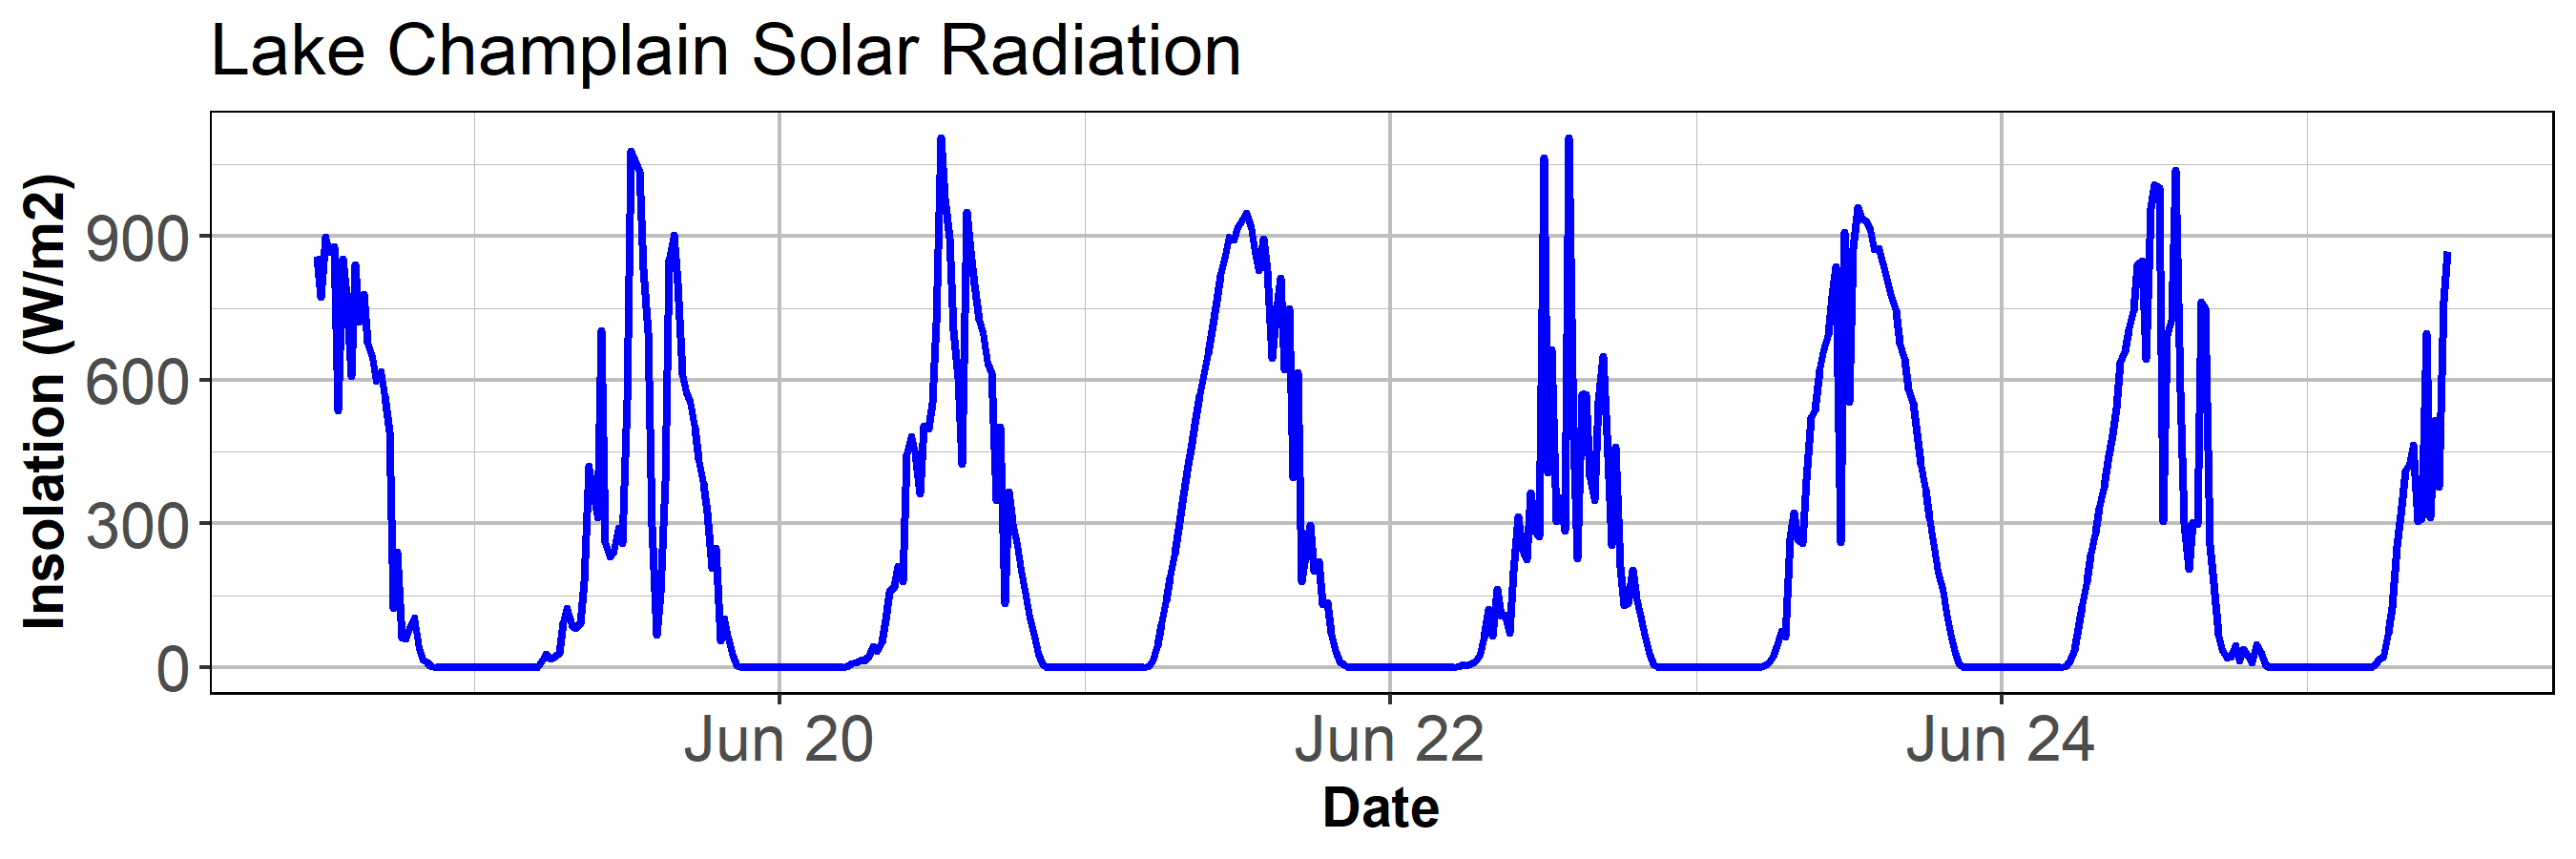 Lake Champlain Solar Radiation
Insolation (W/m2)
900
600
300
0
Jun 20
Jun 22
Jun 24
Date